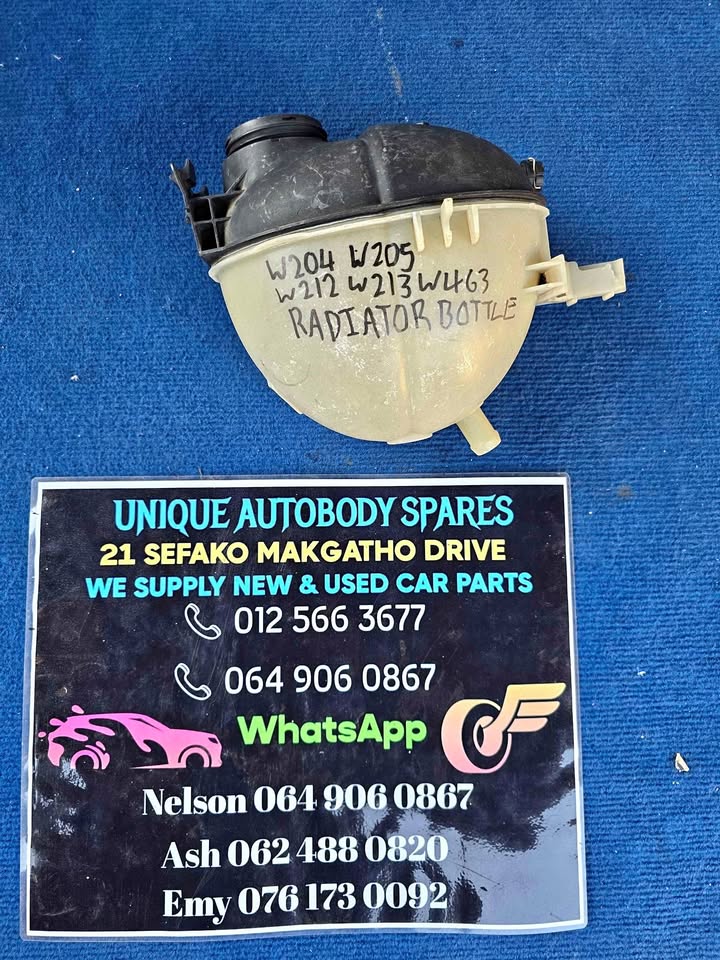 W204 W205
W212 W213 W463
RADIATOR BOTTLE
UNIQUE AUTOBODY SPARES
21 SEFAKO MAKGATHO DRIVE
WE SUPPLY NEW & USED CAR PARTS
012 566 3677
064 906 0867
WhatsApp
Nelson 064 906 0867
Ash 062 488 0820
Emy 076 173 0092